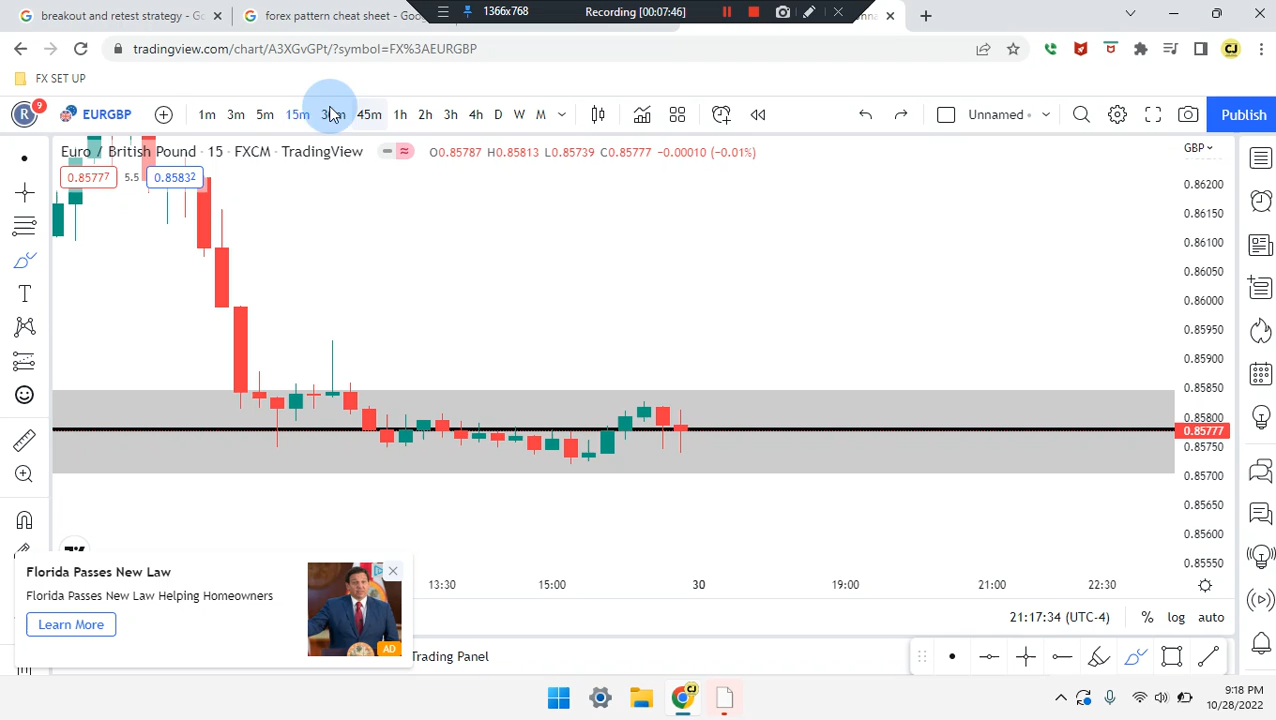 breakout and restest strategy - G
forex pattern cheat sheet - Goog
1366x768
Recording [00:07:46]
tradingview.com/chart/A3XGvGPt/?symbol=FX%3AEURGBP
CJ
FX SET UP
R
9
EURGBP
1m 3m 5m 15m 45m 1h 2h 3h 4h D W M
Unnamed
Publish
Euro / British Pound · 15 · FXCM · TradingView
O0.85787 H0.85813 L0.85739 C0.85777 −0.00010 (−0.01%)
GBP
0.85777
5.5
0.85832
0.86200
0.86150
0.86100
0.86050
0.86000
0.85950
0.85900
0.85850
0.85800
0.85777
0.85750
0.85700
0.85650
0.85600
0.85550
Florida Passes New Law
Florida Passes New Law Helping Homeowners
Learn More
AD
13:30 15:00 30 19:00 21:00 22:30
21:17:34 (UTC-4)
% log auto
Trading Panel
CJ
9:18 PM
10/28/2022